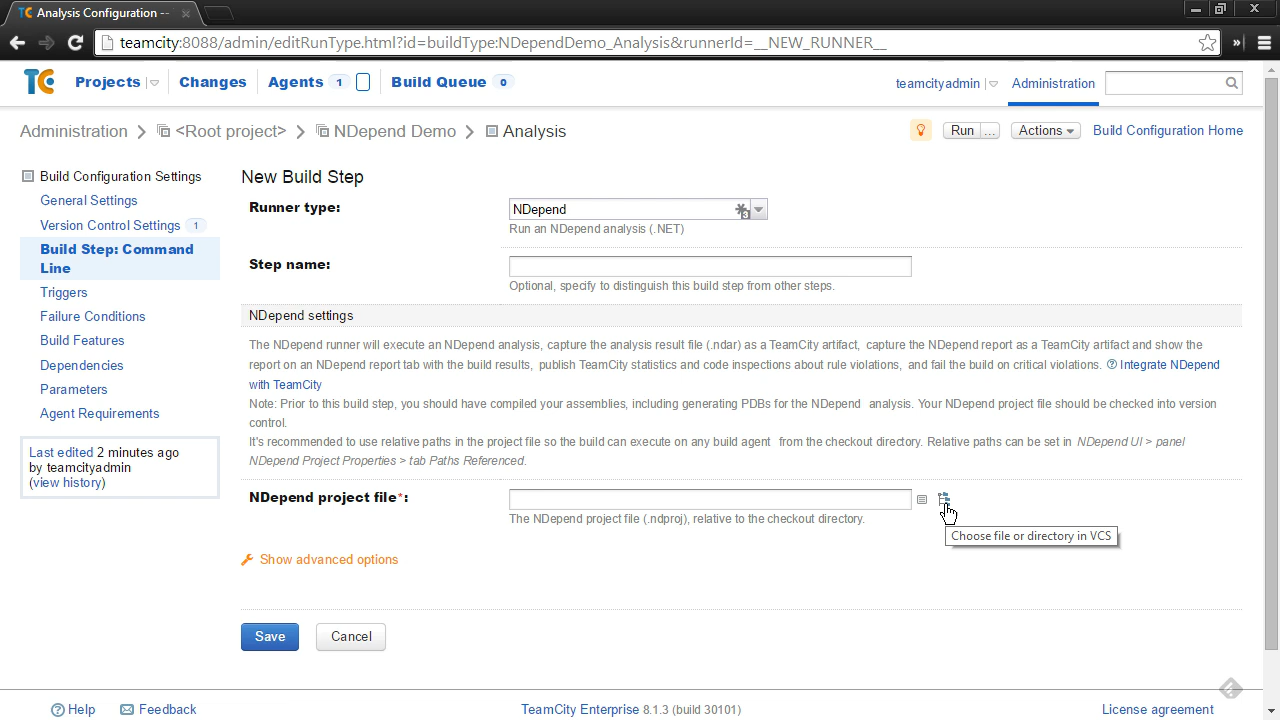 Analysis Configuration --
teamcity:8088/admin/editRunType.html?id=buildType:NDependDemo_Analysis&runnerId=__NEW_RUNNER__
TC Projects Changes Agents 1 Build Queue 0 teamcityadmin Administration
Administration <Root project> NDepend Demo Analysis Run ... Actions Build Configuration Home
Build Configuration Settings
General Settings
Version Control Settings 1
Build Step: Command
Line
Triggers
Failure Conditions
Build Features
Dependencies
Parameters
Agent Requirements
Last edited 2 minutes ago
by teamcityadmin
(view history)
New Build Step
Runner type: NDepend 3
Run an NDepend analysis (.NET)
Step name:
Optional, specify to distinguish this build step from other steps.
NDepend settings
The NDepend runner will execute an NDepend analysis, capture the analysis result file (.ndar) as a TeamCity artifact, capture the NDepend report as a TeamCity artifact and show the
report on an NDepend report tab with the build results, publish TeamCity statistics and code inspections about rule violations, and fail the build on critical violations. Integrate NDepend
with TeamCity
Note: Prior to this build step, you should have compiled your assemblies, including generating PDBs for the NDepend analysis. Your NDepend project file should be checked into version
control.
It's recommended to use relative paths in the project file so the build can execute on any build agent from the checkout directory. Relative paths can be set in NDepend UI > panel
NDepend Project Properties > tab Paths Referenced.
NDepend project file*:
The NDepend project file (.ndproj), relative to the checkout directory.
Choose file or directory in VCS
Show advanced options
Save Cancel
Help Feedback TeamCity Enterprise 8.1.3 (build 30101) License agreement